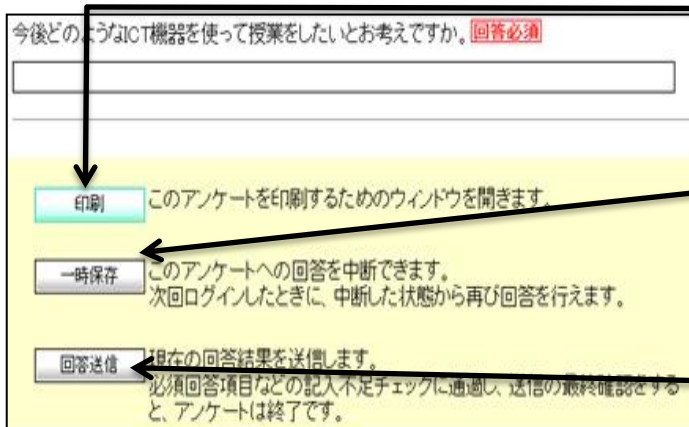 今後どのようなICT機器を使って授業をしたいとお考えですか。回答必須
印刷 このアンケートを印刷するためのウィンドウを開きます。
一時保存 このアンケートへの回答を中断できます。
次回ログインしたときに、中断した状態から再び回答を行えます。
回答送信 現在の回答結果を送信します。
必須回答項目などの記入不足チェックに通過し、送信の最終確認をする
と、アンケートは終了です。